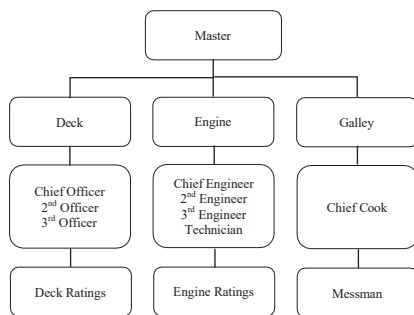 Master
Deck
Engine
Galley
Chief Officer
2nd Officer
3rd Officer
Chief Engineer
2nd Engineer
3rd Engineer
Technician
Chief Cook
Deck Ratings
Engine Ratings
Messman